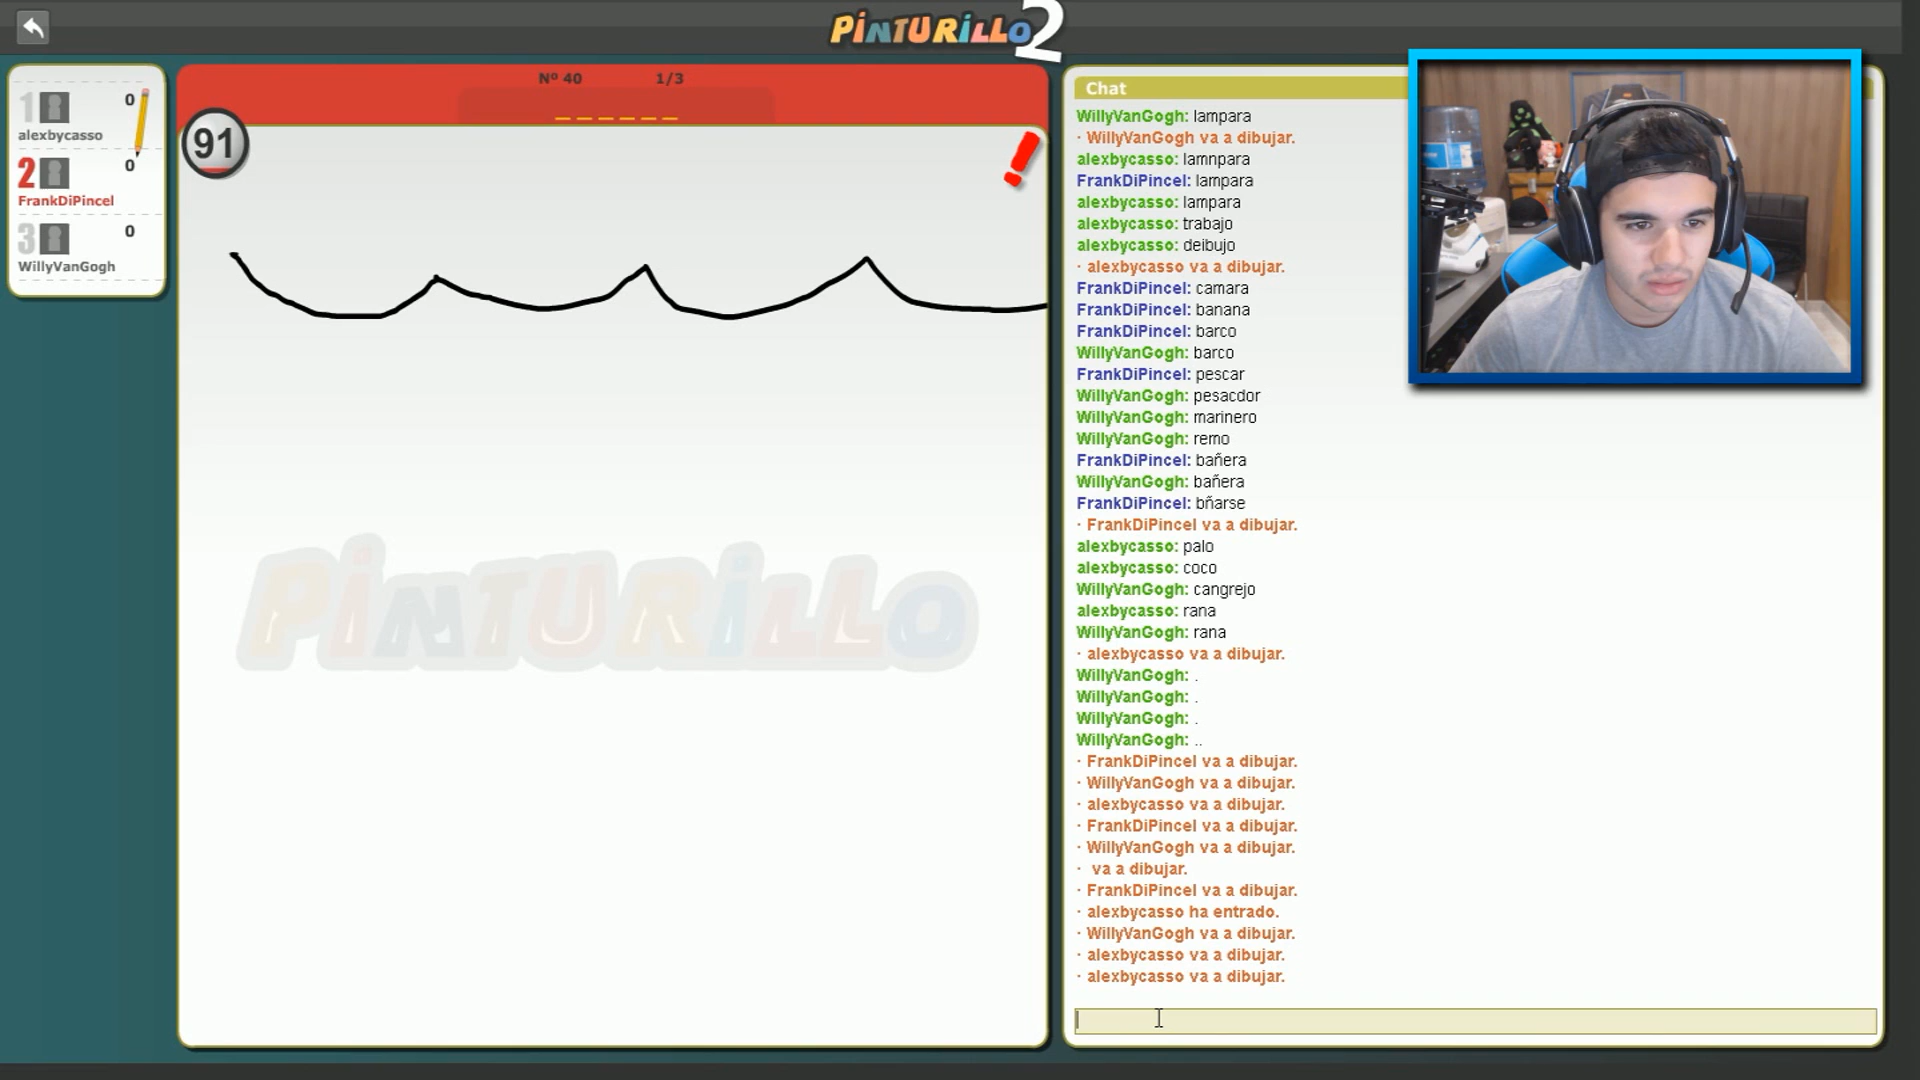 PINTURILLO 2
Nº 40 1/3
_ _ _ _ _ _
91
1 alexbycasso 0
2 FrankDiPincel 0
3 WillyVanGogh 0
PINTURILLO
Chat
WillyVanGogh: lampara
· WillyVanGogh va a dibujar.
alexbycasso: lamnpara
FrankDiPincel: lampara
alexbycasso: lampara
alexbycasso: trabajo
alexbycasso: deibujo
· alexbycasso va a dibujar.
FrankDiPincel: camara
FrankDiPincel: banana
FrankDiPincel: barco
WillyVanGogh: barco
FrankDiPincel: pescar
WillyVanGogh: pesacdor
WillyVanGogh: marinero
WillyVanGogh: remo
FrankDiPincel: bañera
WillyVanGogh: bañera
FrankDiPincel: bñarse
· FrankDiPincel va a dibujar.
alexbycasso: palo
alexbycasso: coco
WillyVanGogh: cangrejo
alexbycasso: rana
WillyVanGogh: rana
· alexbycasso va a dibujar.
WillyVanGogh: .
WillyVanGogh: .
WillyVanGogh: .
WillyVanGogh: ..
· FrankDiPincel va a dibujar.
· WillyVanGogh va a dibujar.
· alexbycasso va a dibujar.
· FrankDiPincel va a dibujar.
· WillyVanGogh va a dibujar.
· va a dibujar.
· FrankDiPincel va a dibujar.
· alexbycasso ha entrado.
· WillyVanGogh va a dibujar.
· alexbycasso va a dibujar.
· alexbycasso va a dibujar.